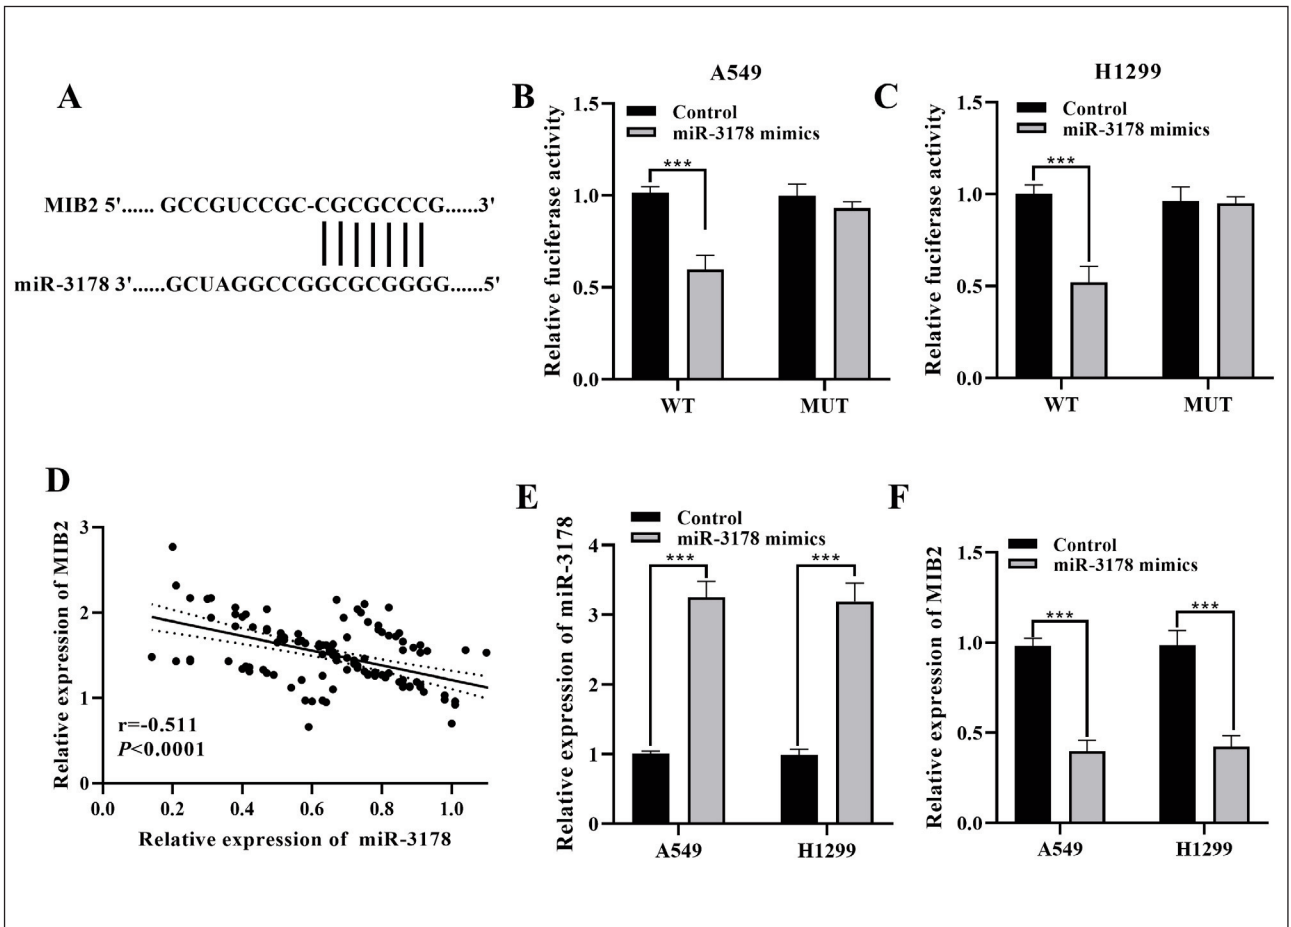 A
MIB2 5'...... GCCGUCCGC-CGCGCCCG......3'
miR-3178 3'......GCUAGGCCGGCGCGGGG......5'
B
A549
Relative fuciferase activity
1.5
1.0
0.5
0.0
Control
miR-3178 mimics
***
WT
MUT
C
H1299
Relative fuciferase activity
1.5
1.0
0.5
0.0
Control
miR-3178 mimics
***
WT
MUT
D
Relative expression of MIB2
3
2
1
0
r=-0.511
P<0.0001
0.0
0.2
0.4
0.6
0.8
1.0
Relative expression of miR-3178
E
Relative expression of miR-3178
4
3
2
1
0
Control
miR-3178 mimics
***
***
A549
H1299
F
Relative expression of MIB2
1.5
1.0
0.5
0.0
Control
miR-3178 mimics
***
***
A549
H1299